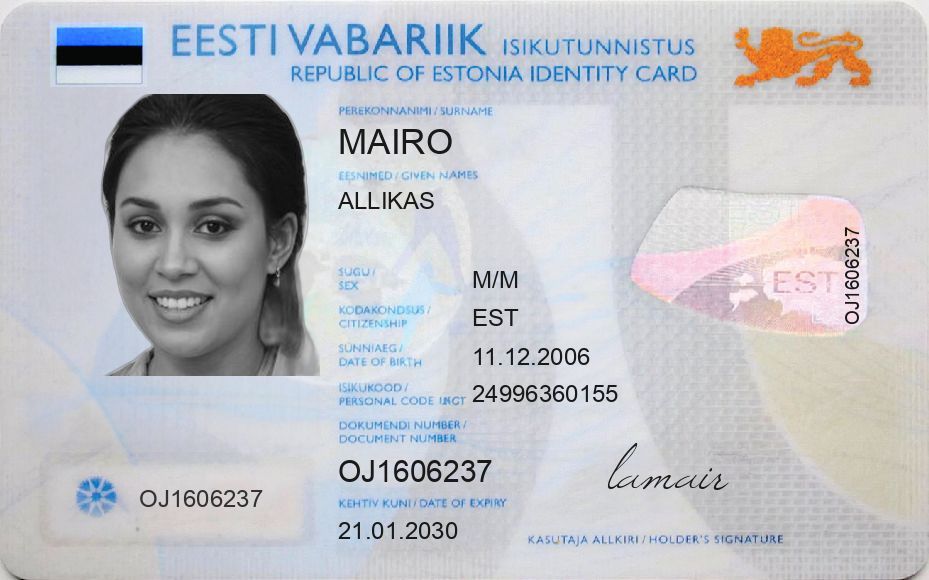 EESTI VABARIIK ISIKUTUNNISTUS
REPUBLIC OF ESTONIA IDENTITY CARD
PEREKONNANIMI / SURNAME
MAIRO
EESNIMED / GIVEN NAMES
ALLIKAS
SUGU /
SEX
M/M
KODAKONDSUS /
CITIZENSHIP
EST
SÜNNIAEG /
DATE OF BIRTH
11.12.2006
ISIKUKOOD /
PERSONAL CODE
24996360155
DOKUMENDI NUMBER /
DOCUMENT NUMBER
OJ1606237
KEHTIV KUNI / DATE OF EXPIRY
21.01.2030
OJ1606237
EST
OJ1606237
lamair
KASUTAJA ALLKIRI / HOLDER'S SIGNATURE